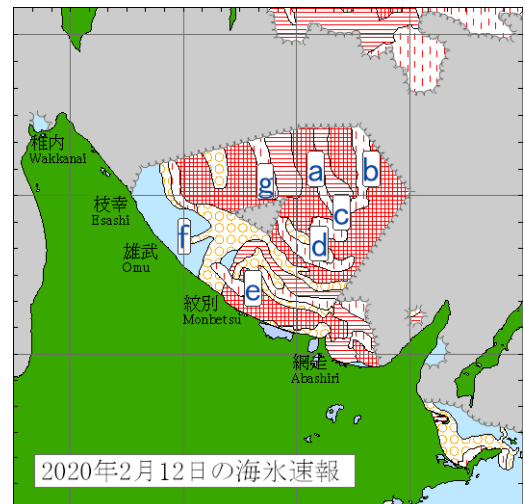 稚内
Wakkanai
a
b
g
c
枝幸
Esashi
f
d
雄武
Omu
e
紋別
Monbetsu
網走
Abashiri
2020年2月12日の海氷速報